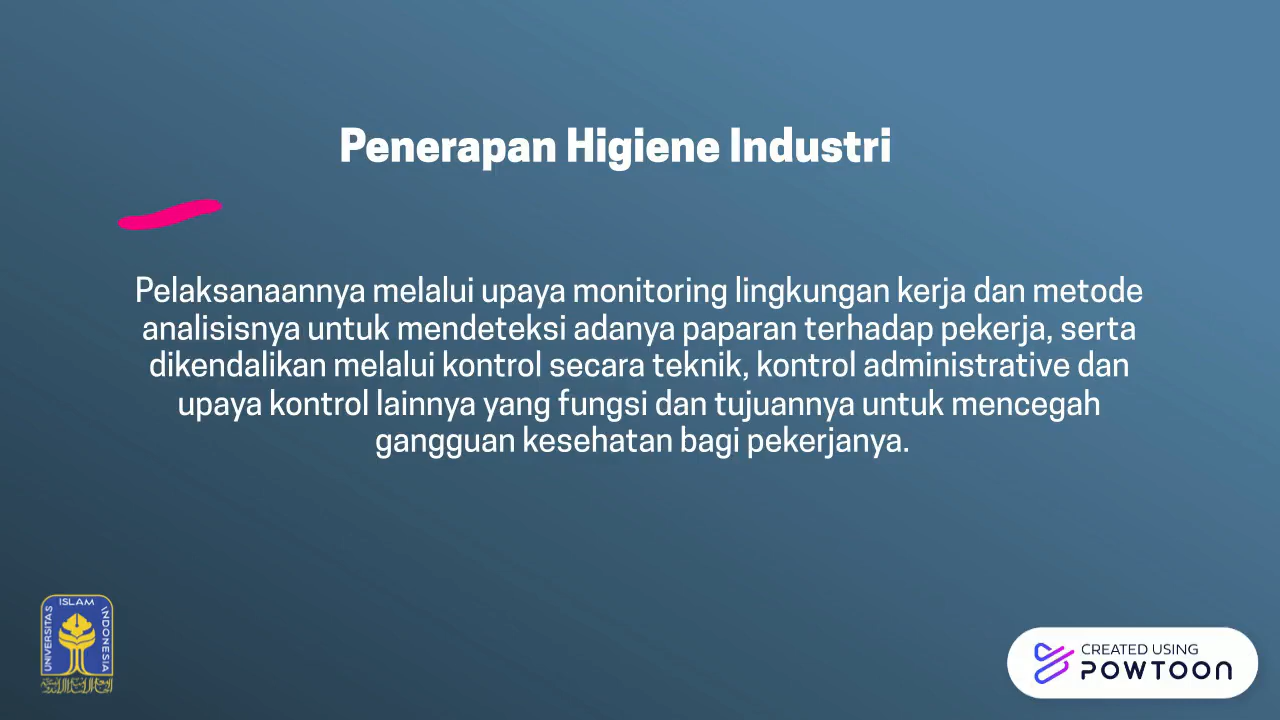 Penerapan Higiene Industri
Pelaksanaannya melalui upaya monitoring lingkungan kerja dan metode
analisisnya untuk mendeteksi adanya paparan terhadap pekerja, serta
dikendalikan melalui kontrol secara teknik, kontrol administrative dan
upaya kontrol lainnya yang fungsi dan tujuannya untuk mencegah
gangguan kesehatan bagi pekerjanya.
UNIVERSITAS
ISLAM
INDONESIA
CREATED USING
POWTOON